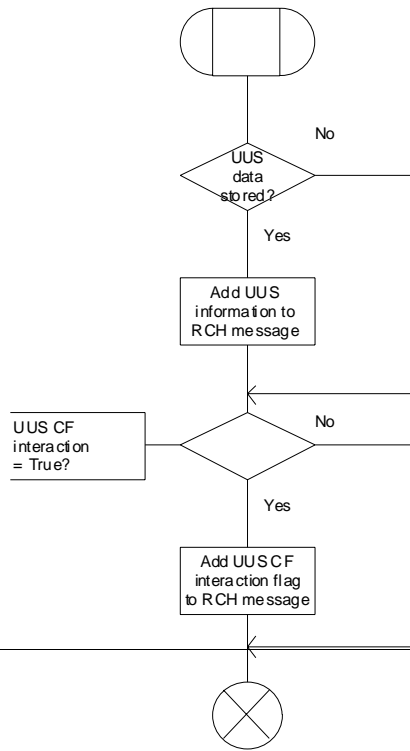 No
UUS
data
stored?
Yes
Add UUS
information to
RCH message
UUS CF
interaction
= True?
No
Yes
Add UUS CF
interaction flag
to RCH message